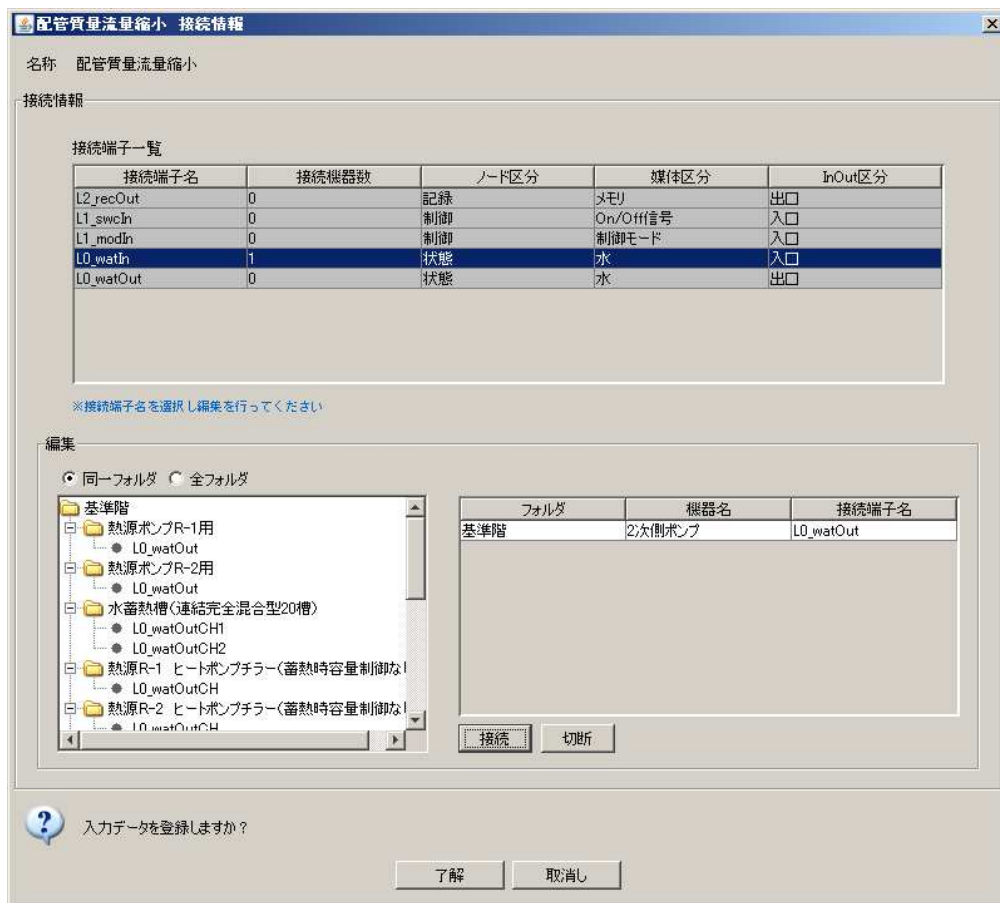 配管質量流量縮小 接続情報
名称 配管質量流量縮小
接続情報
接続端子一覧
接続端子名 接続機器数 ノード区分 媒体区分 InOut区分
L2_recOut 0 記録 メモリ 出口
L1_swcIn 0 制御 On/Off信号 入口
L1_modIn 0 制御 制御モード 入口
L0_watIn 1 状態 水 入口
L0_watOut 0 状態 水 出口
※接続端子名を選択し編集を行ってください
編集
同一フォルダ 全フォルダ
基準階
熱源ポンプR-1用
L0_watOut
熱源ポンプR-2用
L0_watOut
水蓄熱槽(連結完全混合型20槽)
L0_watOutCH1
L0_watOutCH2
熱源R-1 ヒートポンプチラー(蓄熱時容量制御な
L0_watOutCH
熱源R-2 ヒートポンプチラー(蓄熱時容量制御な
L0_watOutCH
フォルダ 機器名 接続端子名
基準階 2次側ポンプ L0_watOut
接続 切断
入力データを登録しますか?
了解 取消し